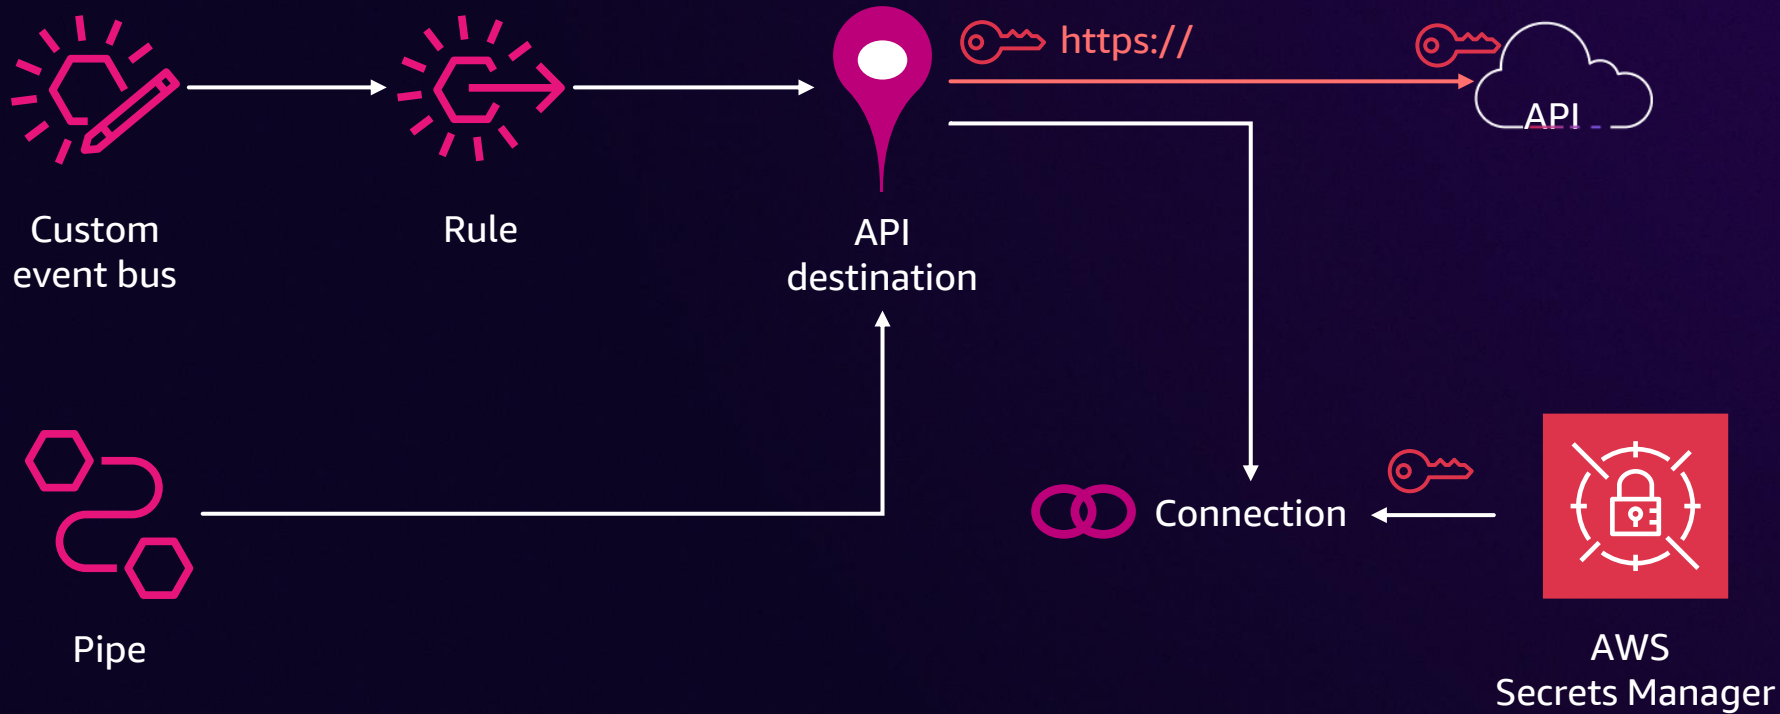 https://
API
Custom
event bus
Rule
API
destination
Connection
Pipe
AWS
Secrets Manager